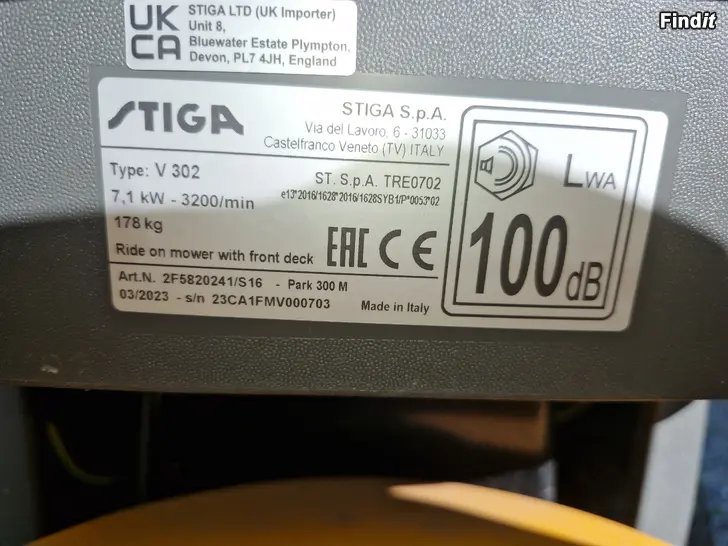 Findit
UK
CA
STIGA LTD (UK Importer)
Unit 8,
Bluewater Estate Plympton,
Devon, PL7 4JH, England
STIGA
STIGA S.p.A.
Via del Lavoro, 6 - 31033
Castelfranco Veneto (TV) ITALY
Type: V 302
ST. S.p.A. TRE0702
7,1 kW - 3200/min
e13*2016/1628*2016/1628SYB1/P*0053*02
178 kg
Ride on mower with front deck
EAC CE
Art.N. 2F5820241/S16 - Park 300 M
03/2023 - s/n 23CA1FMV000703
Made in Italy
LWA
100dB